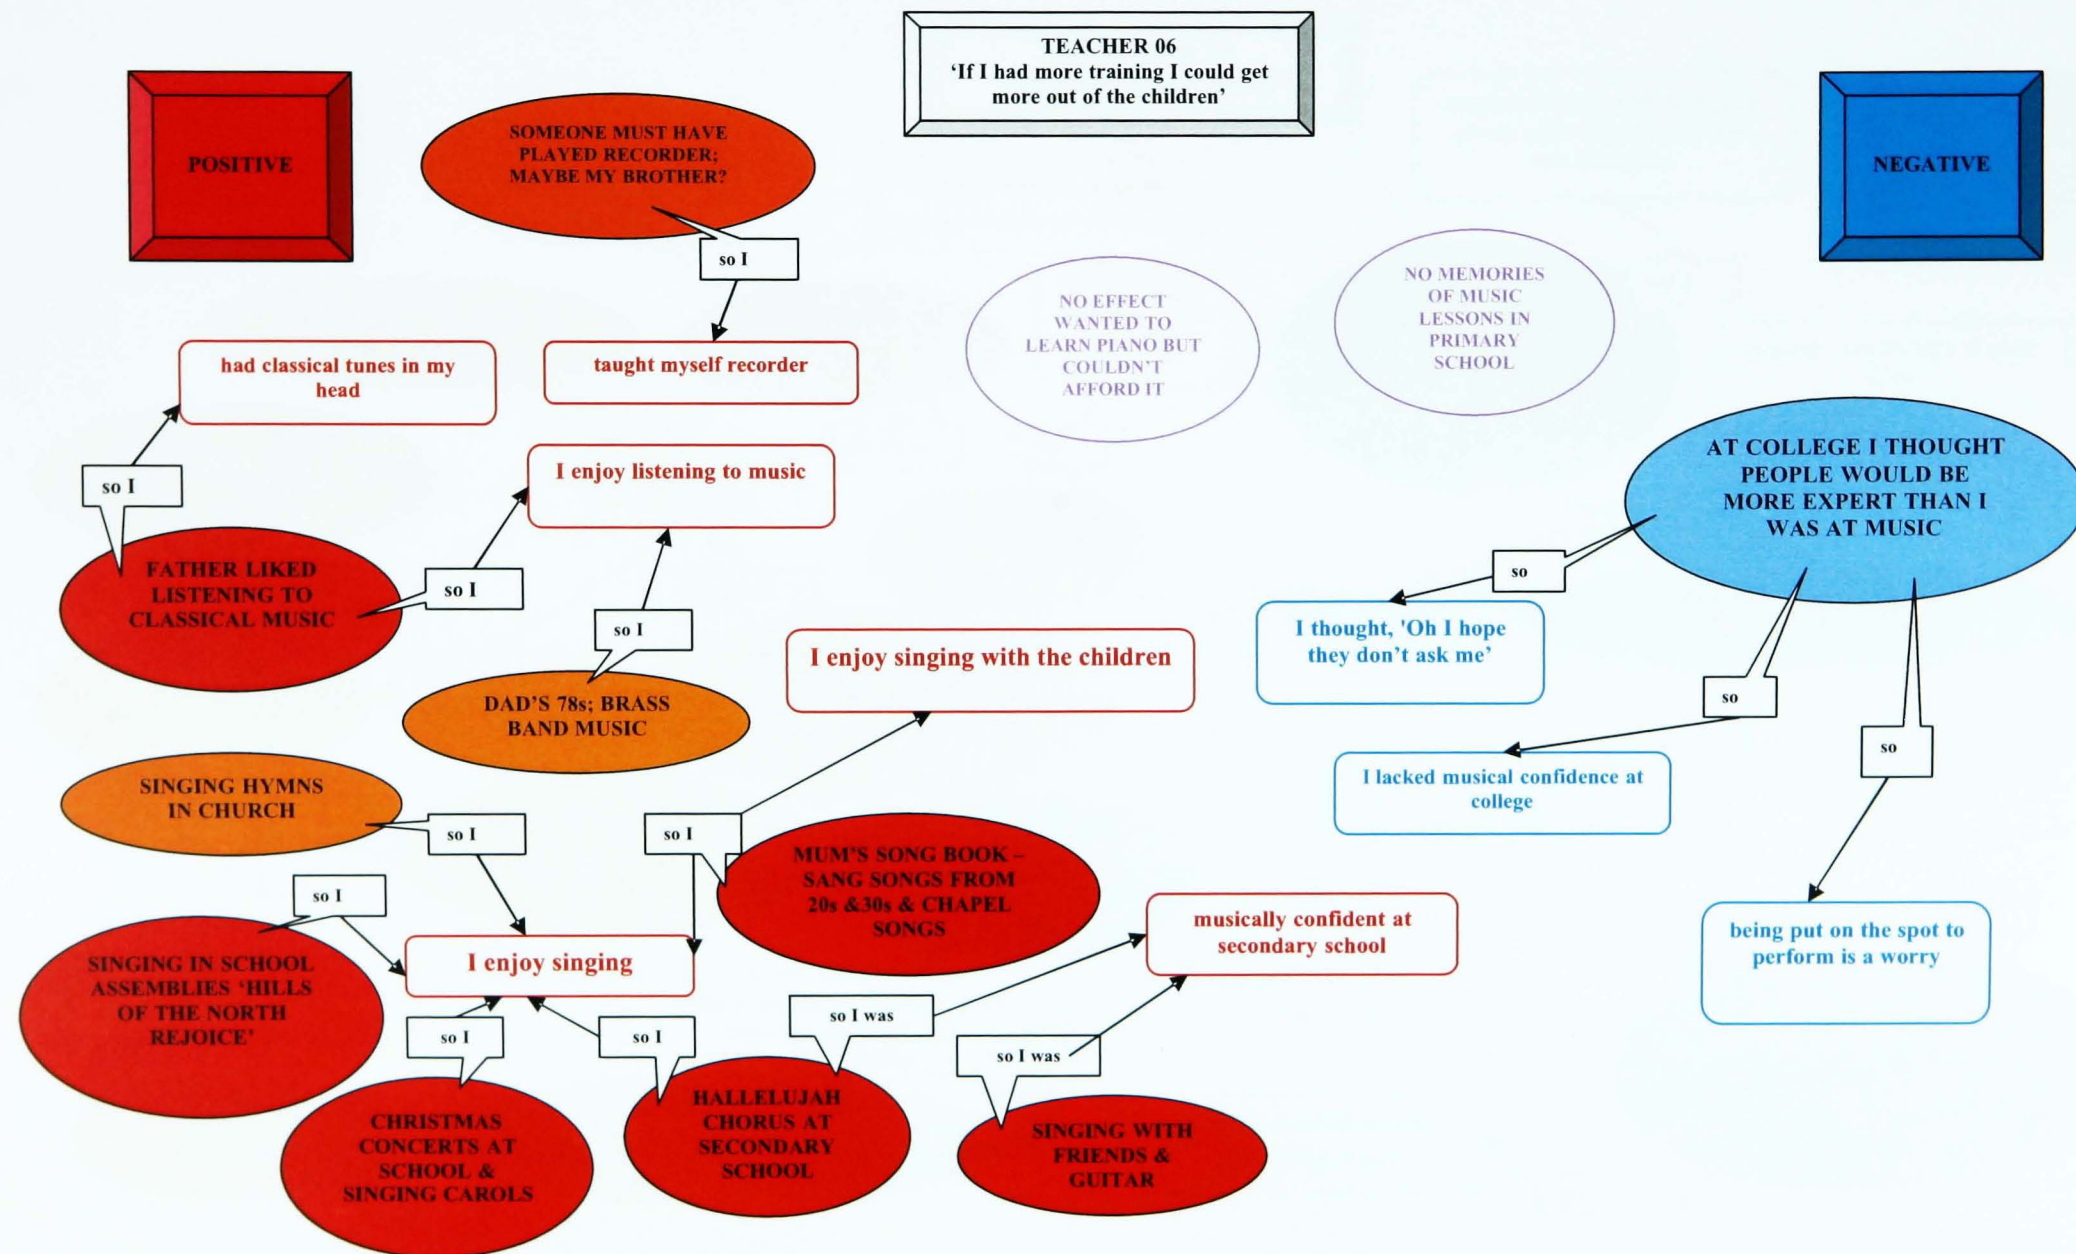 TEACHER 06
‘If I had more training I could get
more out of the children’
POSITIVE
NEGATIVE
SOMEONE MUST HAVE
PLAYED RECORDER;
MAYBE MY BROTHER?
so I
taught myself recorder
NO EFFECT
WANTED TO
LEARN PIANO BUT
COULDN'T
AFFORD IT
NO MEMORIES
OF MUSIC
LESSONS IN
PRIMARY
SCHOOL
had classical tunes in my
head
so I
FATHER LIKED
LISTENING TO
CLASSICAL MUSIC
so I
I enjoy listening to music
so I
DAD'S 78s; BRASS
BAND MUSIC
AT COLLEGE I THOUGHT
PEOPLE WOULD BE
MORE EXPERT THAN I
WAS AT MUSIC
so
I thought, 'Oh I hope
they don’t ask me’
so
I lacked musical confidence at
college
so
being put on the spot to
perform is a worry
I enjoy singing with the children
SINGING HYMNS
IN CHURCH
so I
so I
MUM'S SONG BOOK –
SANG SONGS FROM
20s &30s & CHAPEL
SONGS
so I
SINGING IN SCHOOL
ASSEMBLIES ‘HILLS
OF THE NORTH
REJOICE’
I enjoy singing
musically confident at
secondary school
so I
CHRISTMAS
CONCERTS AT
SCHOOL &
SINGING CAROLS
so I
so I was
HALLELUJAH
CHORUS AT
SECONDARY
SCHOOL
so I was
SINGING WITH
FRIENDS &
GUITAR